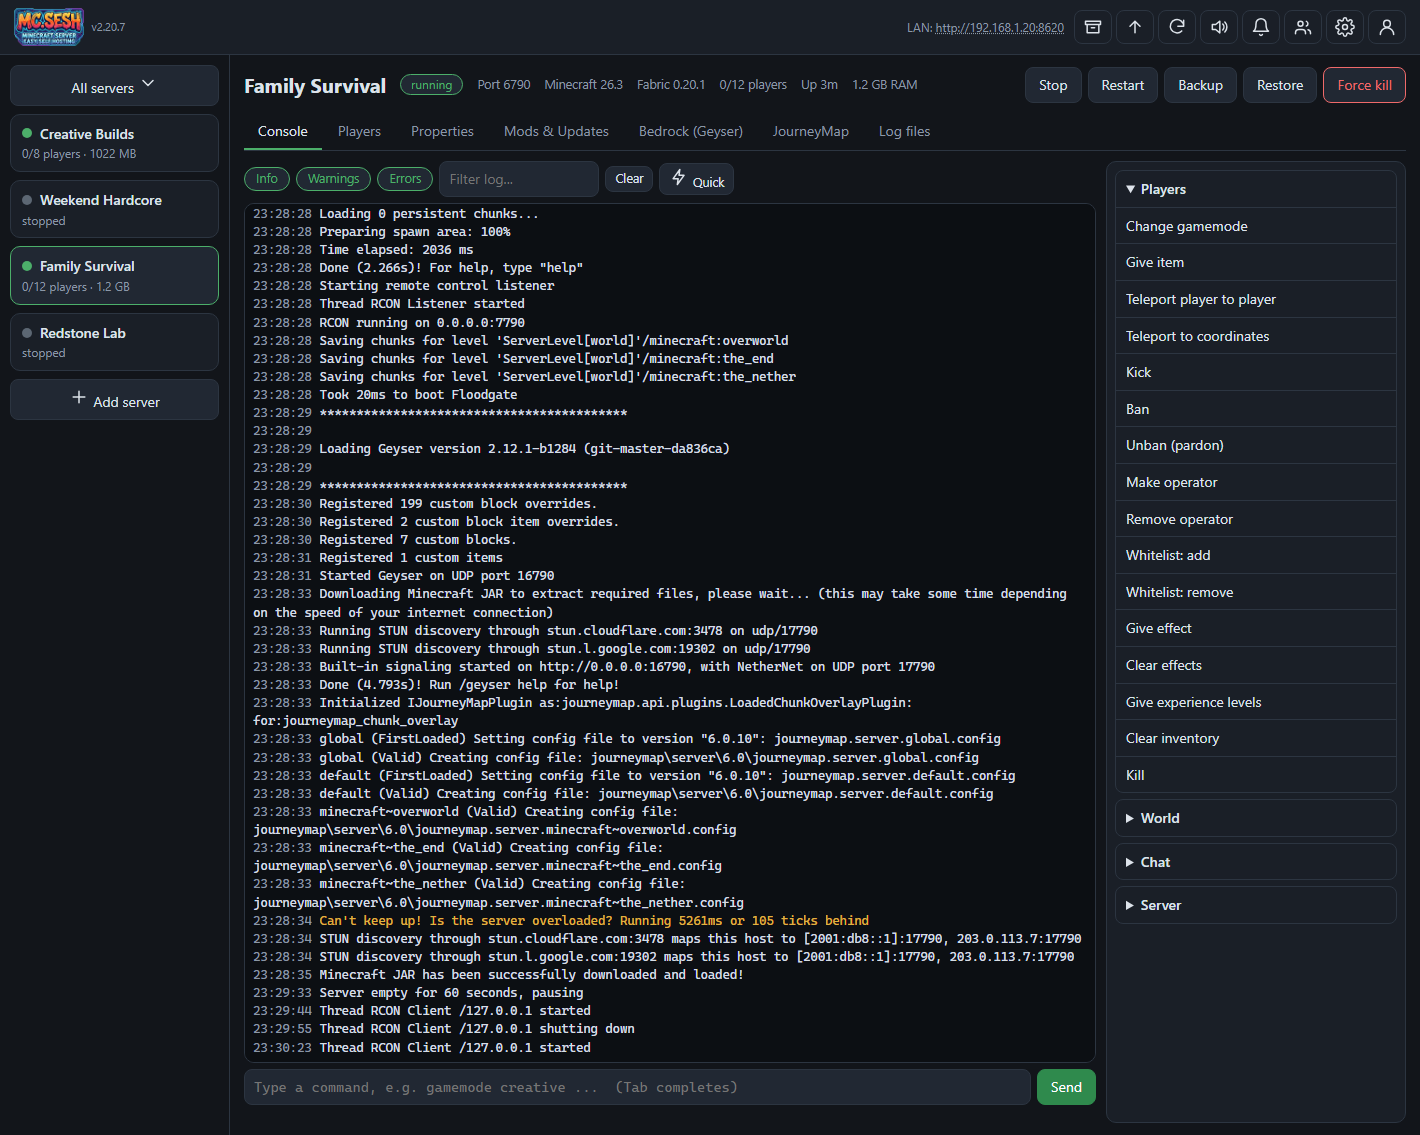 MC.SESH
MINECRAFT SERVER
EASY SELF HOSTING
v2.20.7
LAN: http://192.168.1.20:8620
All servers
Creative Builds
0/8 players · 1022 MB
Weekend Hardcore
stopped
Family Survival
0/12 players · 1.2 GB
Redstone Lab
stopped
Add server
Family Survival
running
Port 6790
Minecraft 26.3
Fabric 0.20.1
0/12 players
Up 3m
1.2 GB RAM
Stop
Restart
Backup
Restore
Force kill
Console
Players
Properties
Mods & Updates
Bedrock (Geyser)
JourneyMap
Log files
Info
Warnings
Errors
Filter log...
Clear
Quick
23:28:28 Loading 0 persistent chunks...
23:28:28 Preparing spawn area: 100%
23:28:28 Time elapsed: 2036 ms
23:28:28 Done (2.266s)! For help, type "help"
23:28:28 Starting remote control listener
23:28:28 Thread RCON Listener started
23:28:28 RCON running on 0.0.0.0:7790
23:28:28 Saving chunks for level 'ServerLevel[world]'/minecraft:overworld
23:28:28 Saving chunks for level 'ServerLevel[world]'/minecraft:the_end
23:28:28 Saving chunks for level 'ServerLevel[world]'/minecraft:the_nether
23:28:28 Took 20ms to boot Floodgate
23:28:29 ******************************************
23:28:29
23:28:29 Loading Geyser version 2.12.1-b1284 (git-master-da836ca)
23:28:29
23:28:29 ******************************************
23:28:30 Registered 199 custom block overrides.
23:28:30 Registered 2 custom block item overrides.
23:28:30 Registered 7 custom blocks.
23:28:31 Registered 1 custom items
23:28:31 Started Geyser on UDP port 16790
23:28:33 Downloading Minecraft JAR to extract required files, please wait... (this may take some time depending
on the speed of your internet connection)
23:28:33 Running STUN discovery through stun.cloudflare.com:3478 on udp/17790
23:28:33 Running STUN discovery through stun.l.google.com:19302 on udp/17790
23:28:33 Built-in signaling started on http://0.0.0.0:16790, with NetherNet on UDP port 17790
23:28:33 Done (4.793s)! Run /geyser help for help!
23:28:33 Initialized IJourneyMapPlugin as:journeymap.api.plugins.LoadedChunkOverlayPlugin:
for:journeymap_chunk_overlay
23:28:33 global (FirstLoaded) Setting config file to version "6.0.10": journeymap.server.global.config
23:28:33 global (Valid) Creating config file: journeymap\server\6.0\journeymap.server.global.config
23:28:33 default (FirstLoaded) Setting config file to version "6.0.10": journeymap.server.default.config
23:28:33 default (Valid) Creating config file: journeymap\server\6.0\journeymap.server.default.config
23:28:33 minecraft~overworld (Valid) Creating config file:
journeymap\server\6.0\journeymap.server.minecraft~overworld.config
23:28:33 minecraft~the_end (Valid) Creating config file:
journeymap\server\6.0\journeymap.server.minecraft~the_end.config
23:28:33 minecraft~the_nether (Valid) Creating config file:
journeymap\server\6.0\journeymap.server.minecraft~the_nether.config
23:28:34 Can't keep up! Is the server overloaded? Running 5261ms or 105 ticks behind
23:28:34 STUN discovery through stun.cloudflare.com:3478 maps this host to [2001:db8::1]:17790, 203.0.113.7:17790
23:28:34 STUN discovery through stun.l.google.com:19302 maps this host to [2001:db8::1]:17790, 203.0.113.7:17790
23:28:35 Minecraft JAR has been successfully downloaded and loaded!
23:29:33 Server empty for 60 seconds, pausing
23:29:44 Thread RCON Client /127.0.0.1 started
23:29:55 Thread RCON Client /127.0.0.1 shutting down
23:30:23 Thread RCON Client /127.0.0.1 started
Type a command, e.g. gamemode creative ... (Tab completes)
Send
Players
Change gamemode
Give item
Teleport player to player
Teleport to coordinates
Kick
Ban
Unban (pardon)
Make operator
Remove operator
Whitelist: add
Whitelist: remove
Give effect
Clear effects
Give experience levels
Clear inventory
Kill
World
Chat
Server